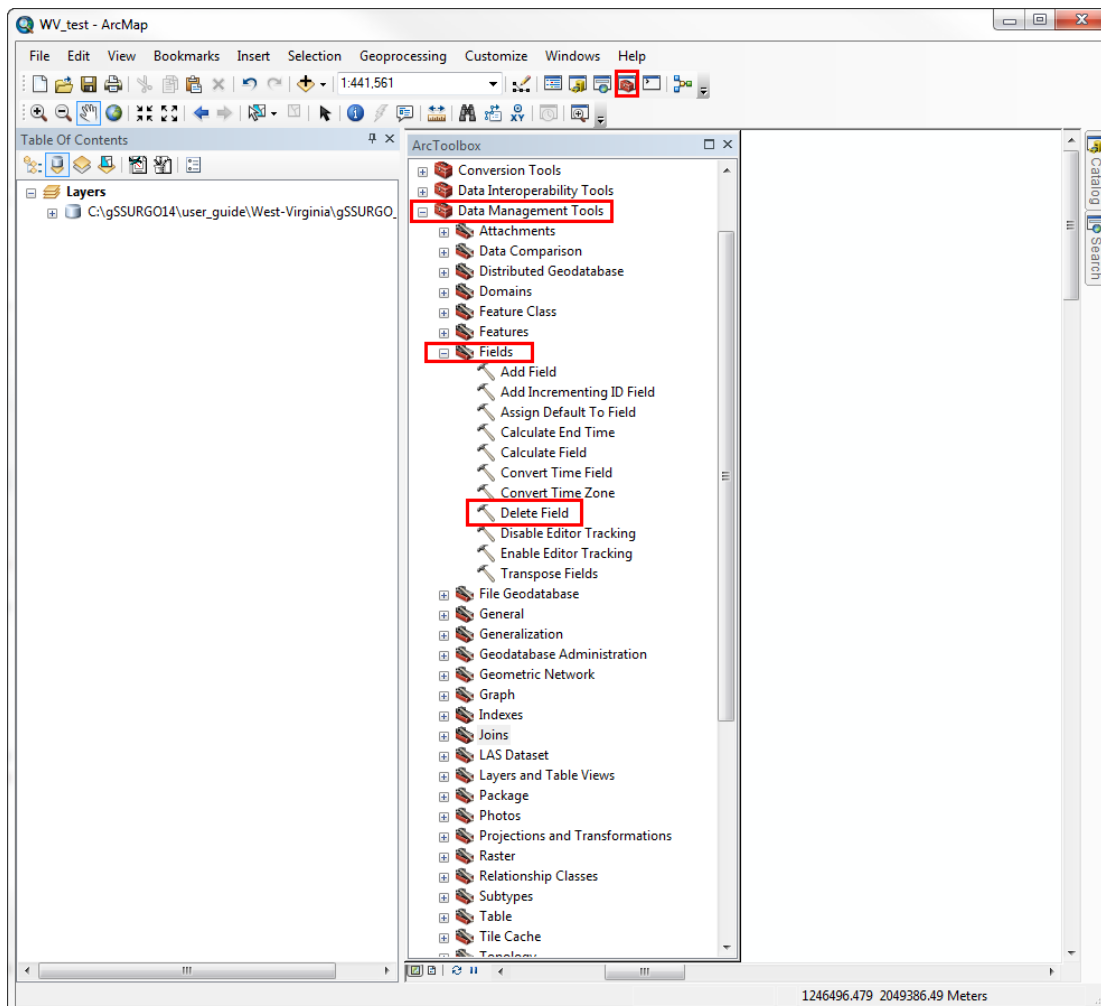 WV_test - ArcMap
File Edit View Bookmarks Insert Selection Geoprocessing Customize Windows Help
1:441,561
Table Of Contents
Layers
C:\gSSURGO14\user_guide\West-Virginia\gSSURGO_
ArcToolbox
Conversion Tools
Data Interoperability Tools
Data Management Tools
Attachments
Data Comparison
Distributed Geodatabase
Domains
Feature Class
Features
Fields
Add Field
Add Incrementing ID Field
Assign Default To Field
Calculate End Time
Calculate Field
Convert Time Field
Convert Time Zone
Delete Field
Disable Editor Tracking
Enable Editor Tracking
Transpose Fields
File Geodatabase
General
Generalization
Geodatabase Administration
Geometric Network
Graph
Indexes
Joins
LAS Dataset
Layers and Table Views
Package
Photos
Projections and Transformations
Raster
Relationship Classes
Subtypes
Table
Tile Cache
Topology
Catalog
Search
1246496.479 2049386.49 Meters